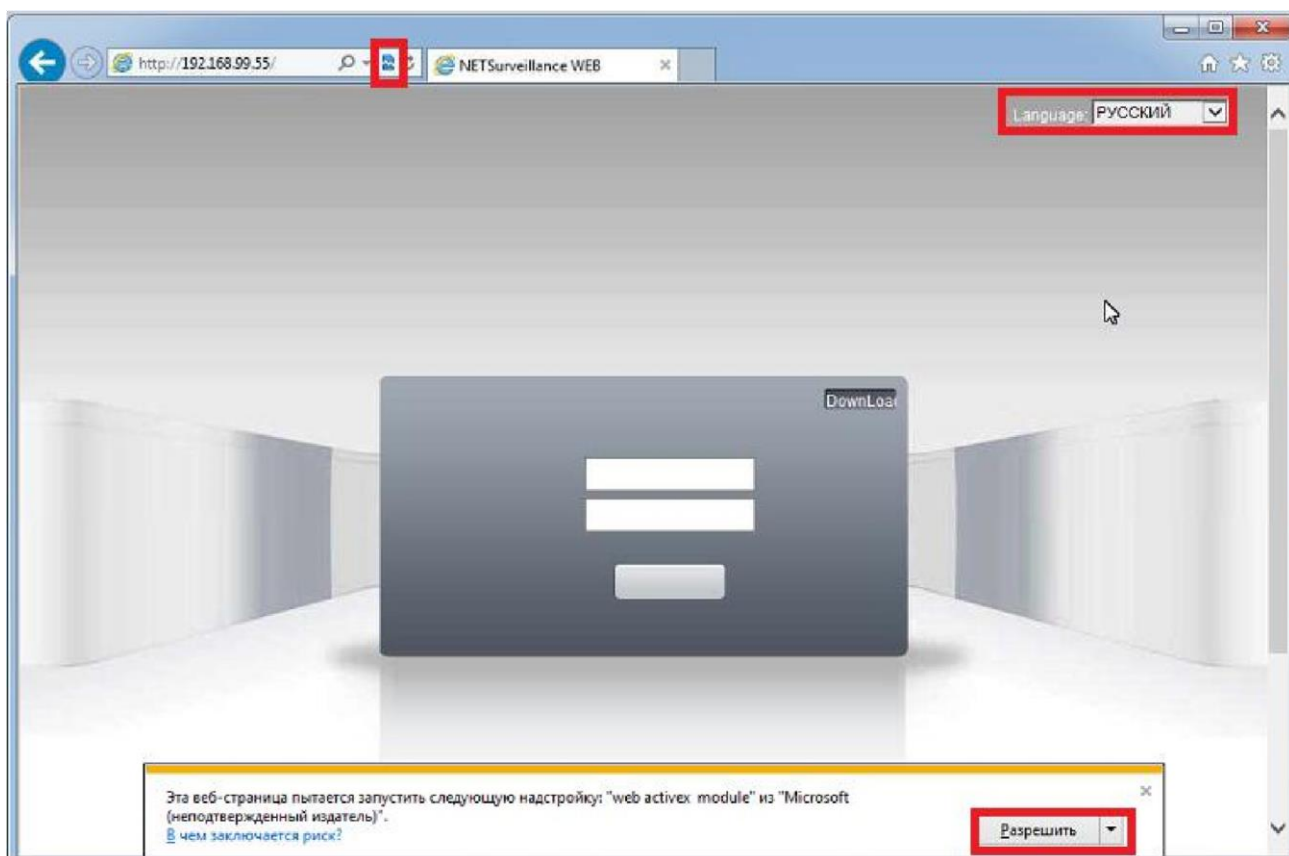 http://192.168.99.55/
NETSurveillance WEB
Language: РУССКИЙ
DownLoad
Эта веб-страница пытается запустить следующую надстройку: "web activex module" из "Microsoft
(неподтвержденный издатель)".
В чем заключается риск?
Разрешить